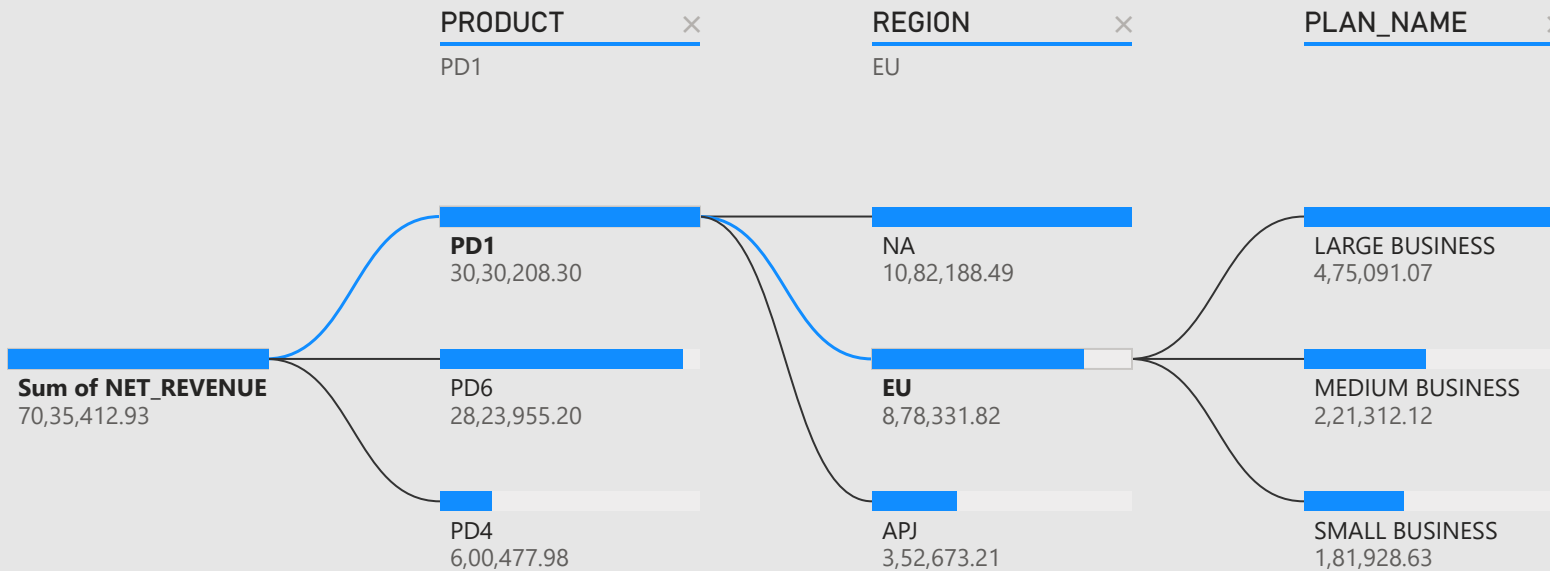 PRODUCT
PD1
REGION
EU
PLAN_NAME
Sum of NET_REVENUE
70,35,412.93
PD1
30,30,208.30
PD6
28,23,955.20
PD4
6,00,477.98
NA
10,82,188.49
EU
8,78,331.82
APJ
3,52,673.21
LARGE BUSINESS
4,75,091.07
MEDIUM BUSINESS
2,21,312.12
SMALL BUSINESS
1,81,928.63